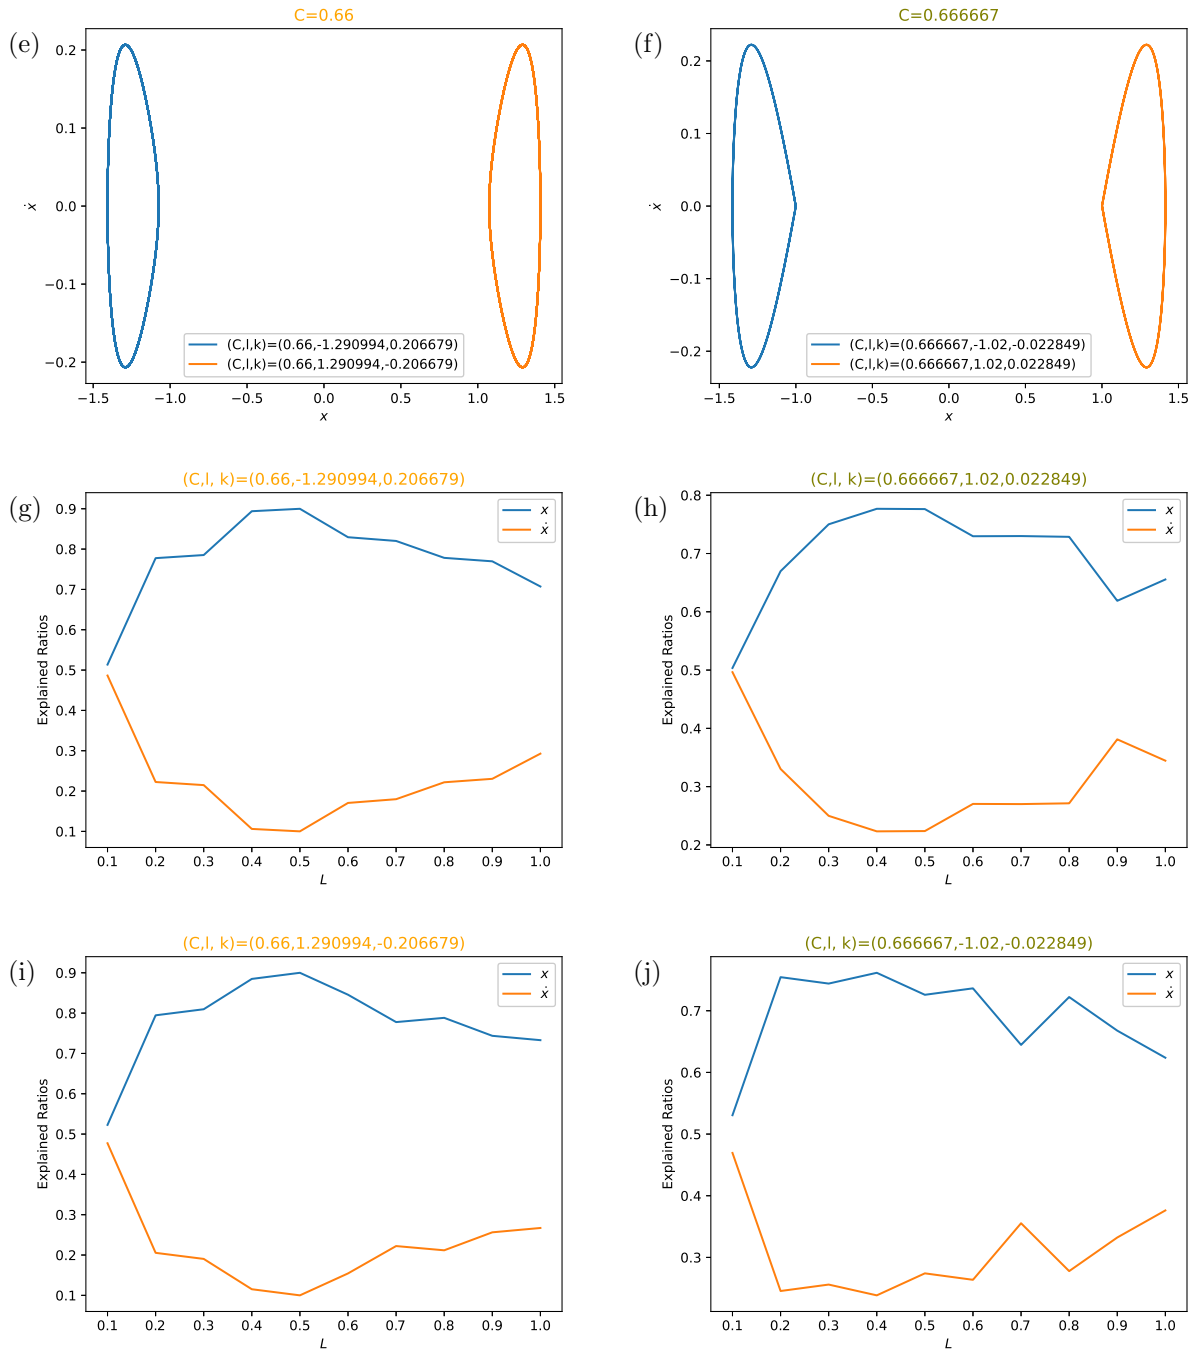 (e)
C=0.66
0.2
0.1
0.0
−0.1
−0.2
ẋ
−1.5 −1.0 −0.5 0.0 0.5 1.0 1.5
x
(C,l,k)=(0.66,-1.290994,0.206679)
(C,l,k)=(0.66,1.290994,-0.206679)
(f)
C=0.666667
0.2
0.1
0.0
−0.1
−0.2
ẋ
−1.5 −1.0 −0.5 0.0 0.5 1.0 1.5
x
(C,l,k)=(0.666667,-1.02,-0.022849)
(C,l,k)=(0.666667,1.02,0.022849)
(g)
(C,l, k)=(0.66,-1.290994,0.206679)
x
ẋ
0.9
0.8
0.7
0.6
0.5
0.4
0.3
0.2
0.1
Explained Ratios
0.1 0.2 0.3 0.4 0.5 0.6 0.7 0.8 0.9 1.0
L
(h)
(C,l, k)=(0.666667,1.02,0.022849)
x
ẋ
0.8
0.7
0.6
0.5
0.4
0.3
0.2
Explained Ratios
0.1 0.2 0.3 0.4 0.5 0.6 0.7 0.8 0.9 1.0
L
(i)
(C,l, k)=(0.66,1.290994,-0.206679)
x
ẋ
0.9
0.8
0.7
0.6
0.5
0.4
0.3
0.2
0.1
Explained Ratios
0.1 0.2 0.3 0.4 0.5 0.6 0.7 0.8 0.9 1.0
L
(j)
(C,l, k)=(0.666667,-1.02,-0.022849)
x
ẋ
0.7
0.6
0.5
0.4
0.3
Explained Ratios
0.1 0.2 0.3 0.4 0.5 0.6 0.7 0.8 0.9 1.0
L